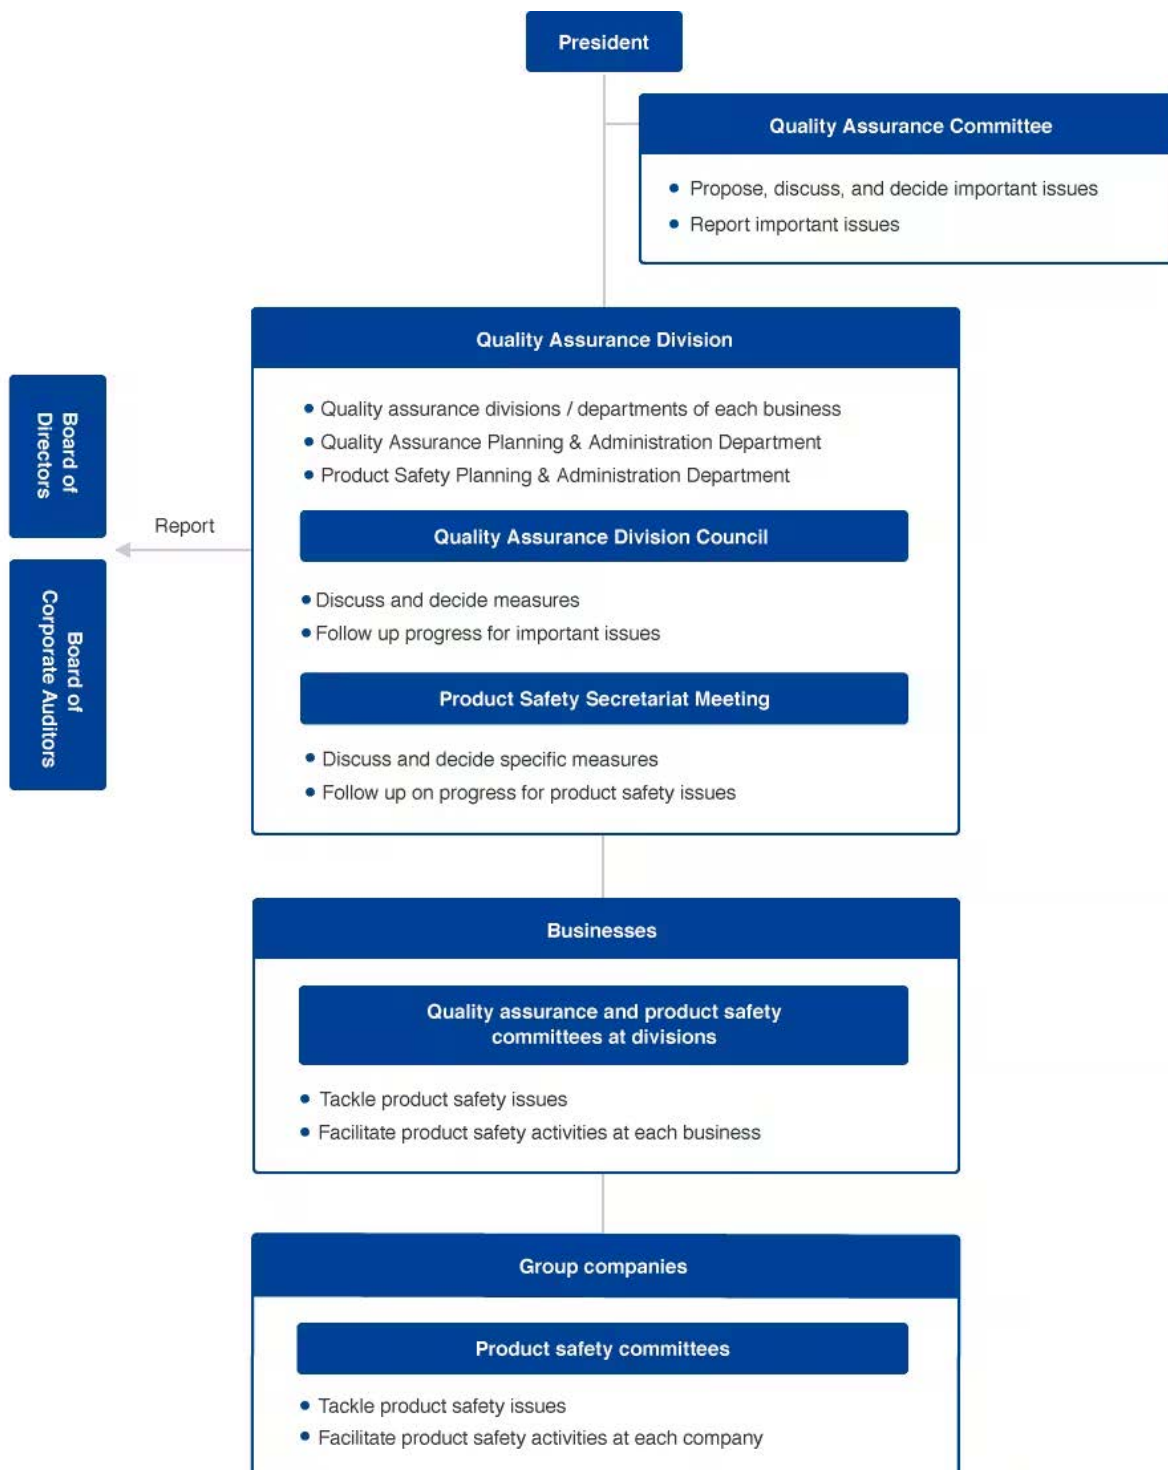 President
Quality Assurance Committee
Propose, discuss, and decide important issues
Report important issues
Quality Assurance Division
Quality assurance divisions / departments of each business
Quality Assurance Planning & Administration Department
Product Safety Planning & Administration Department
Quality Assurance Division Council
Discuss and decide measures
Follow up progress for important issues
Product Safety Secretariat Meeting
Discuss and decide specific measures
Follow up on progress for product safety issues
Report
Board of
Directors
Board of
Corporate Auditors
Businesses
Quality assurance and product safety
committees at divisions
Tackle product safety issues
Facilitate product safety activities at each business
Group companies
Product safety committees
Tackle product safety issues
Facilitate product safety activities at each company